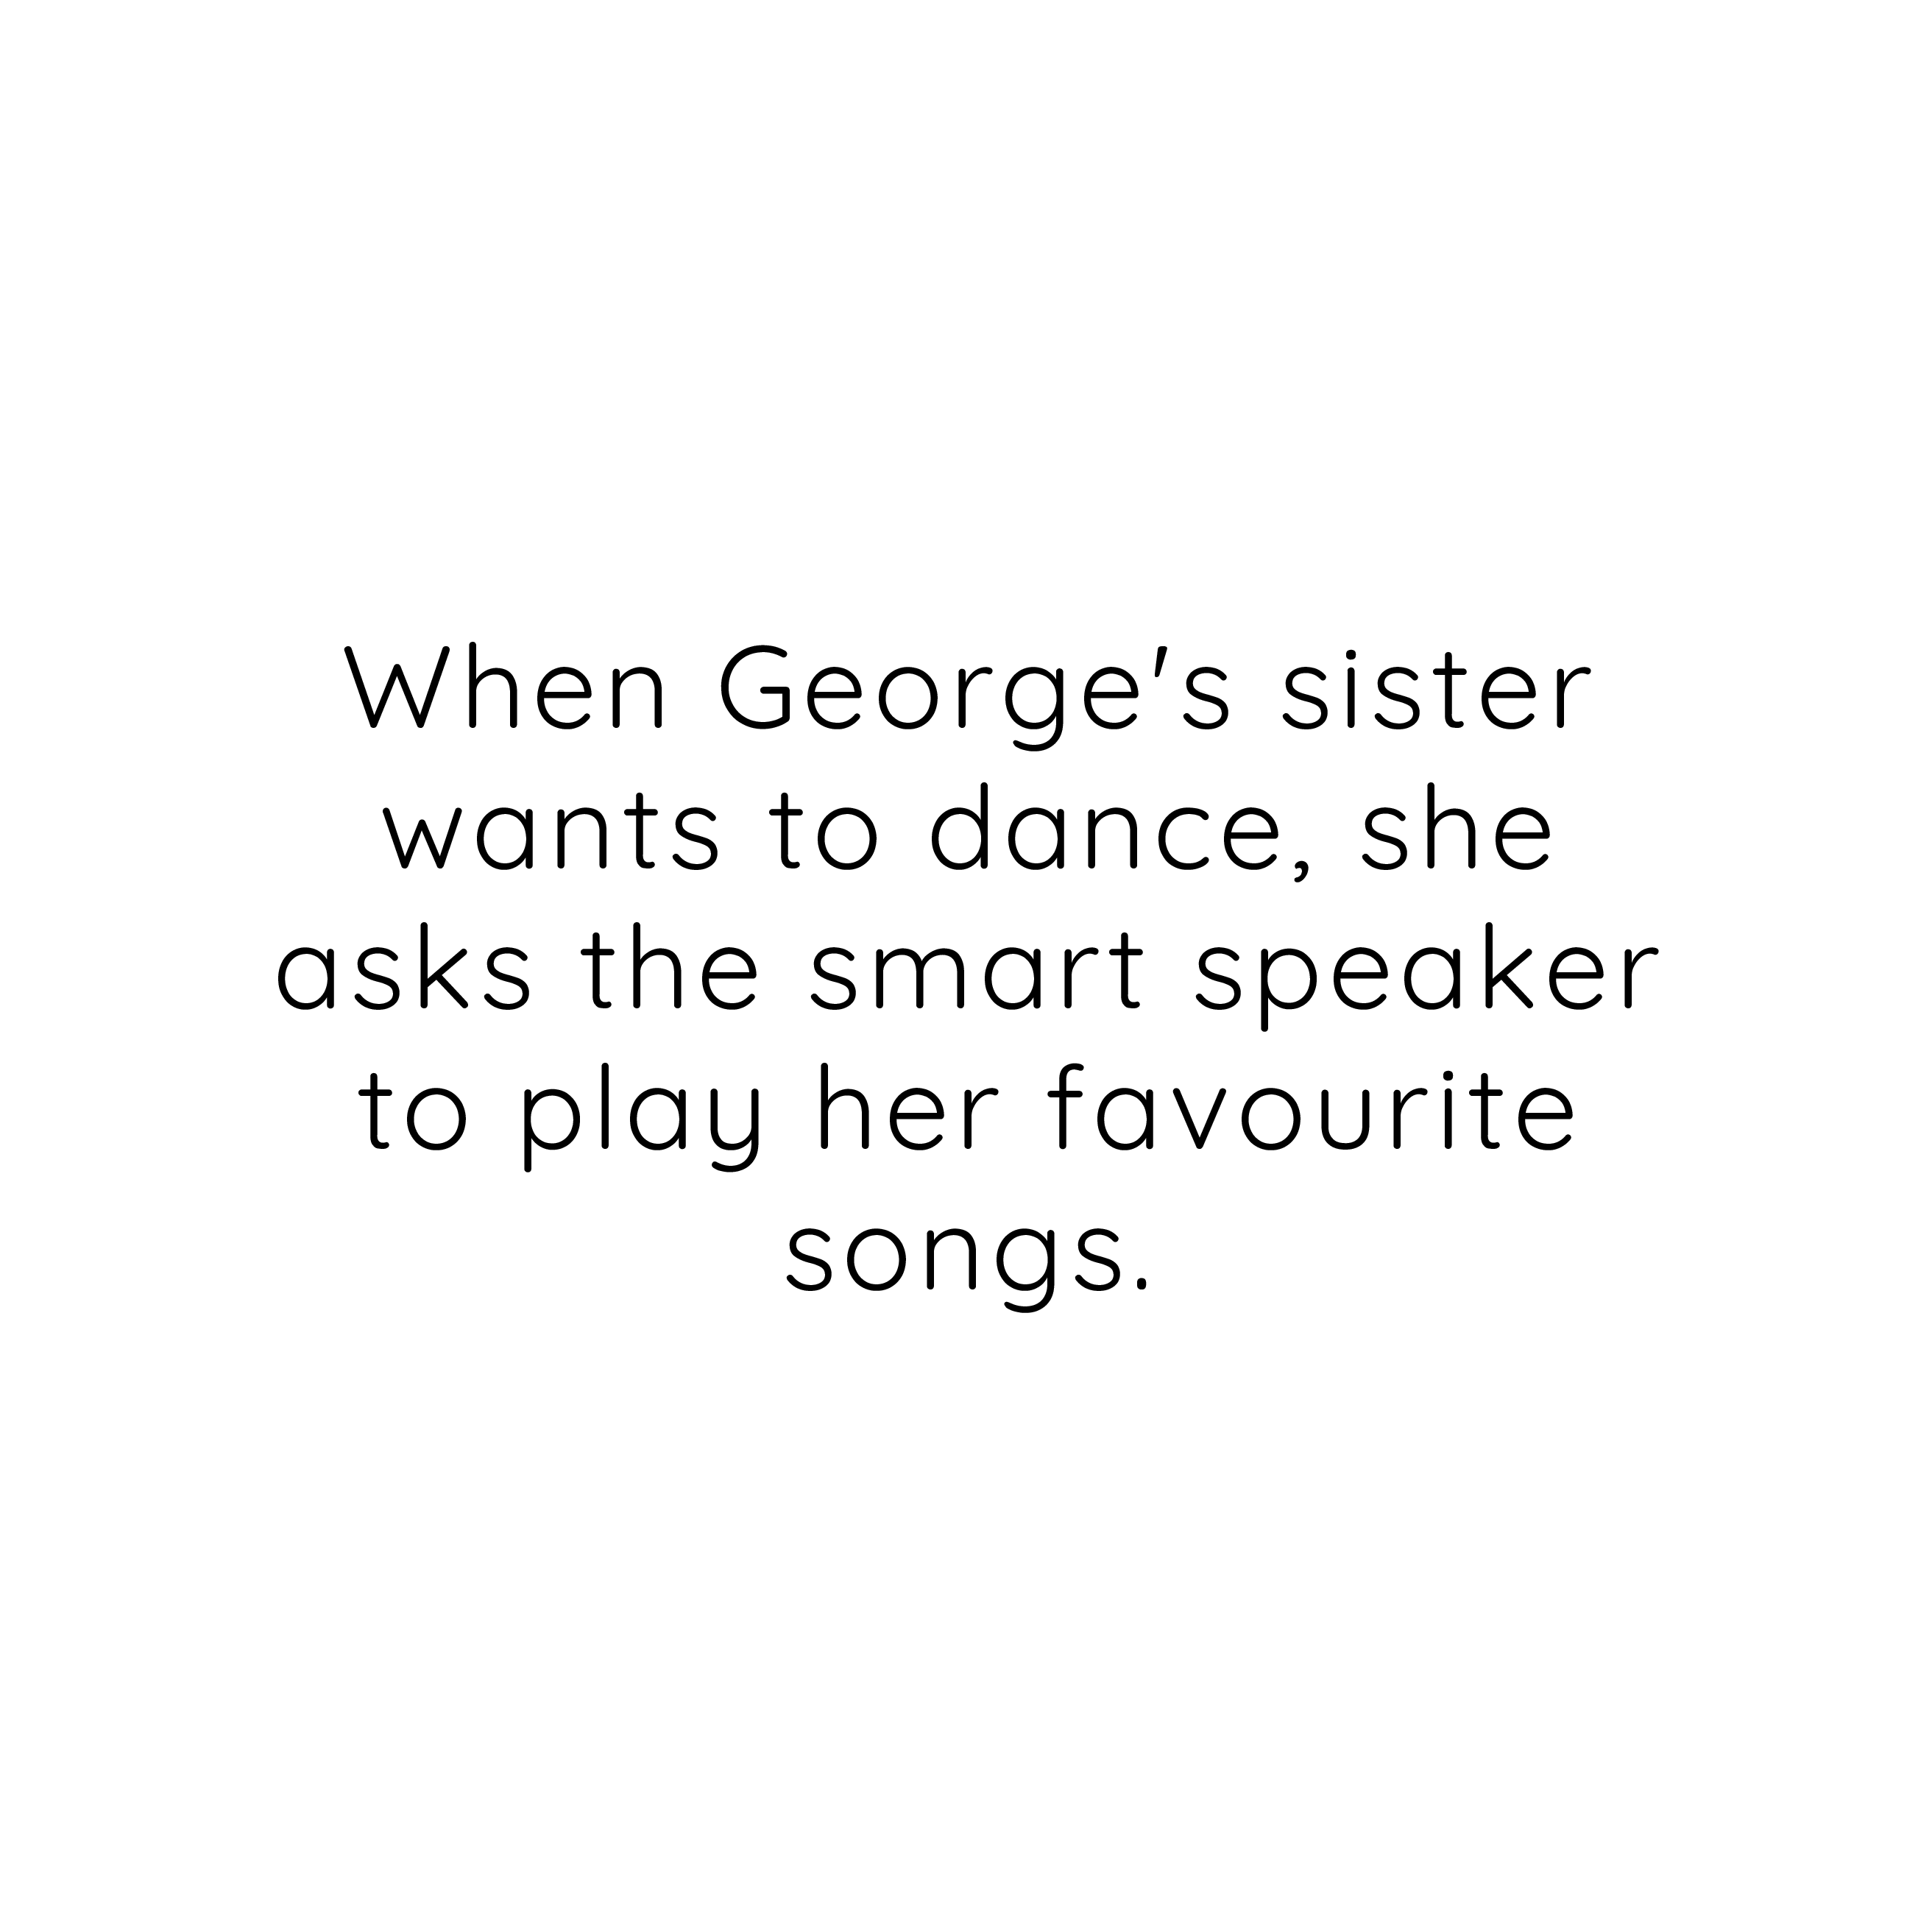 When George's sister
wants to dance, she
asks the smart speaker
to play her favourite
songs.